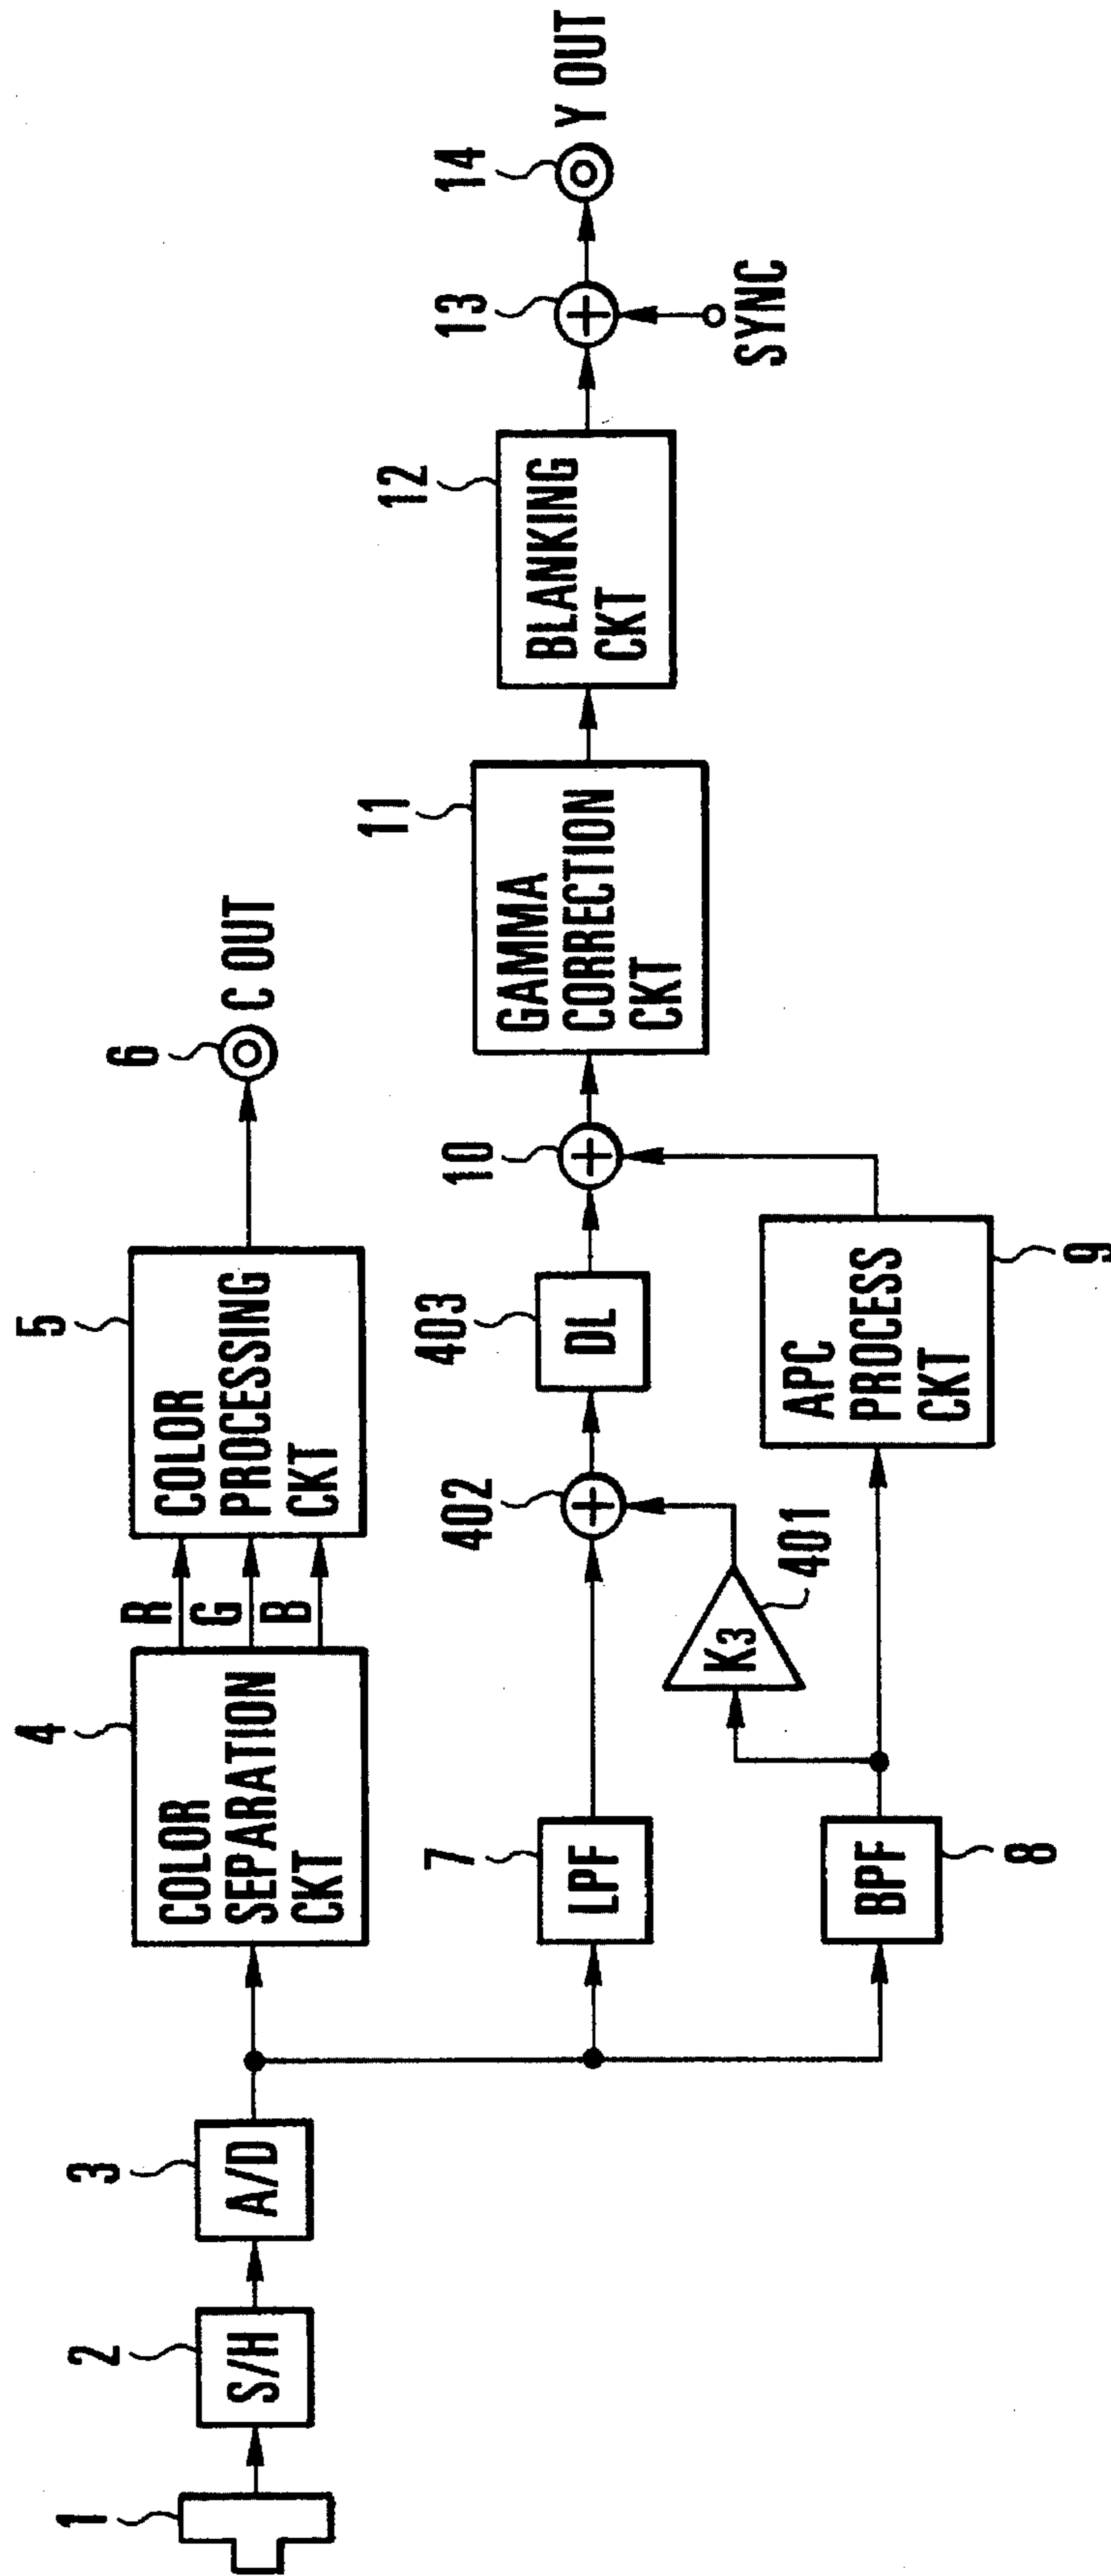 1
2
S/H
3
A/D
4
COLOR
SEPARATION
CKT
R
G
B
5
COLOR
PROCESSING
CKT
6
C OUT
7
LPF
8
BPF
K3
401
402
403
DL
APC
PROCESS
CKT
9
10
11
GAMMA
CORRECTION
CKT
12
BLANKING
CKT
13
SYNC
14
Y OUT